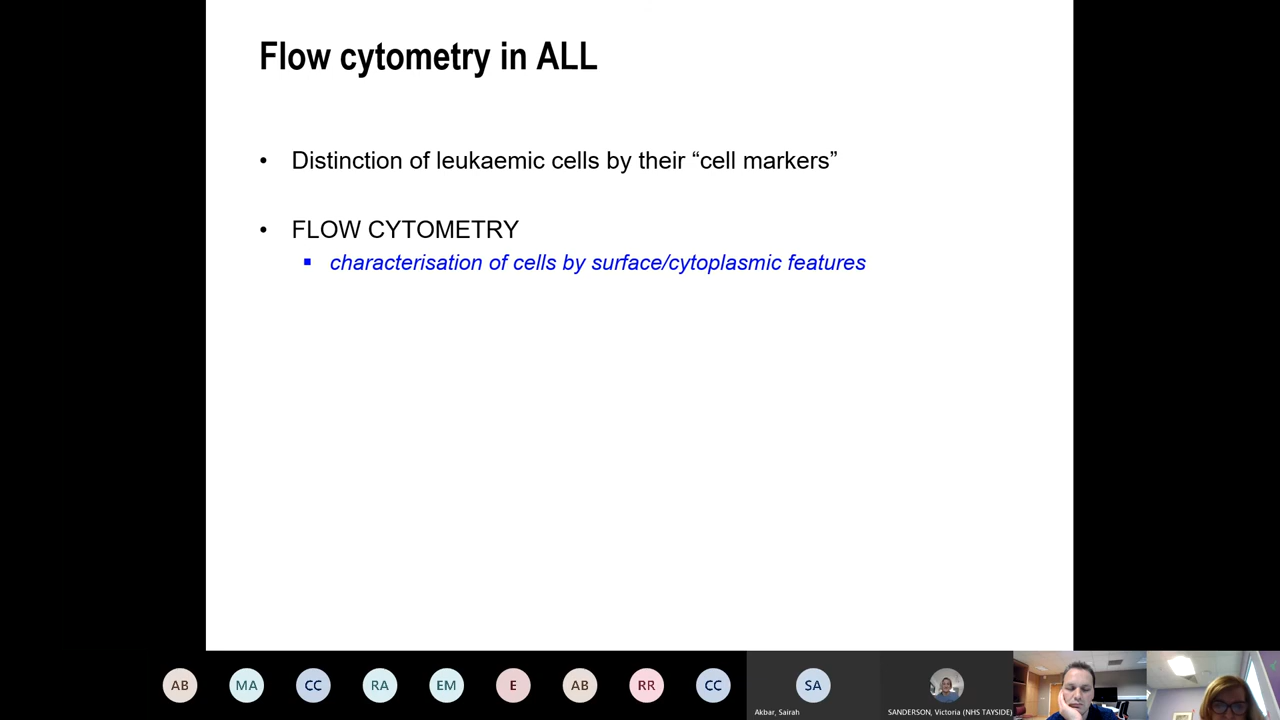 Flow cytometry in ALL
• Distinction of leukaemic cells by their “cell markers”
• FLOW CYTOMETRY
▪ characterisation of cells by surface/cytoplasmic features
AB MA CC RA EM E AB RR CC SA
Akbar, Sairah
SANDERSON, Victoria (NHS TAYSIDE)